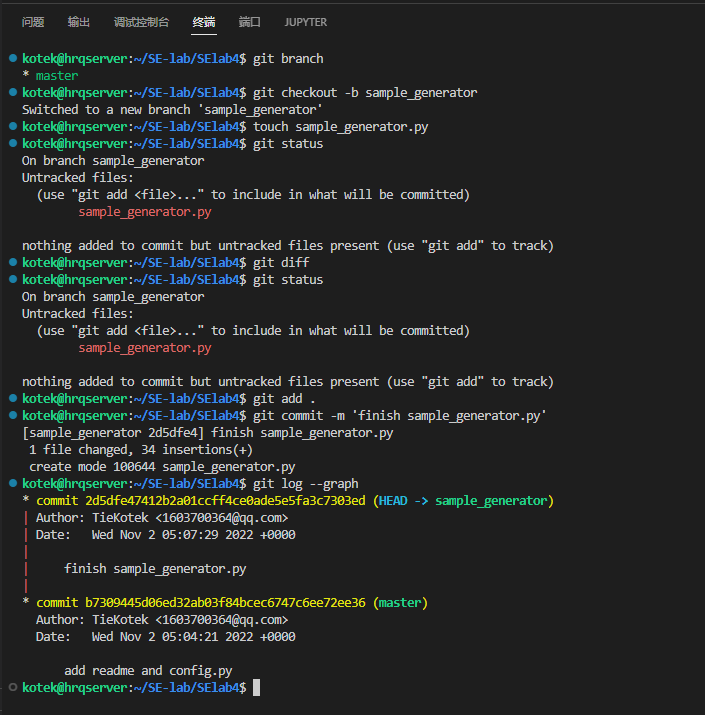 问题 输出 调试控制台 终端 端口 JUPYTER
kotek@hrqserver:~/SE-lab/SElab4$ git branch
* master
kotek@hrqserver:~/SE-lab/SElab4$ git checkout -b sample_generator
Switched to a new branch 'sample_generator'
kotek@hrqserver:~/SE-lab/SElab4$ touch sample_generator.py
kotek@hrqserver:~/SE-lab/SElab4$ git status
On branch sample_generator
Untracked files:
  (use "git add <file>..." to include in what will be committed)
        sample_generator.py

nothing added to commit but untracked files present (use "git add" to track)
kotek@hrqserver:~/SE-lab/SElab4$ git diff
kotek@hrqserver:~/SE-lab/SElab4$ git status
On branch sample_generator
Untracked files:
  (use "git add <file>..." to include in what will be committed)
        sample_generator.py

nothing added to commit but untracked files present (use "git add" to track)
kotek@hrqserver:~/SE-lab/SElab4$ git add .
kotek@hrqserver:~/SE-lab/SElab4$ git commit -m 'finish sample_generator.py'
[sample_generator 2d5dfe4] finish sample_generator.py
 1 file changed, 34 insertions(+)
 create mode 100644 sample_generator.py
kotek@hrqserver:~/SE-lab/SElab4$ git log --graph
* commit 2d5dfe47412b2a01ccff4ce0ade5e5fa3c7303ed (HEAD -> sample_generator)
| Author: TieKotek <1603700364@qq.com>
| Date:   Wed Nov 2 05:07:29 2022 +0000
|
|     finish sample_generator.py
|
* commit b7309445d06ed32ab03f84bcec6747c6ee72ee36 (master)
  Author: TieKotek <1603700364@qq.com>
  Date:   Wed Nov 2 05:04:21 2022 +0000

      add readme and config.py
kotek@hrqserver:~/SE-lab/SElab4$